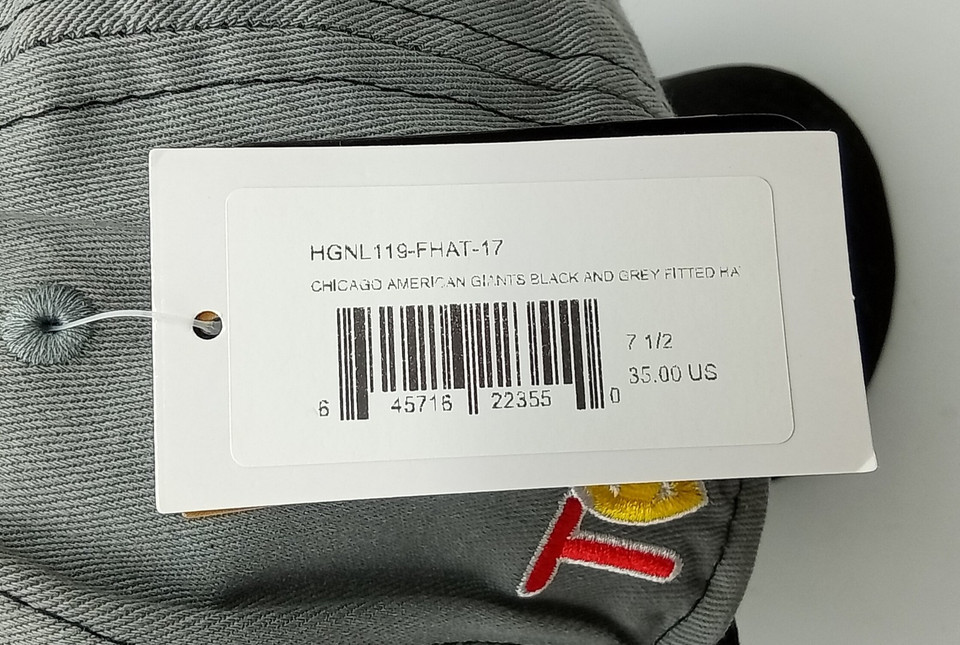 HGNL119-FHAT-17
CHICAGO AMERICAN GIANTS BLACK AND GREY FITTED HA
7 1/2
35.00 US
6 45716 22355 0
T